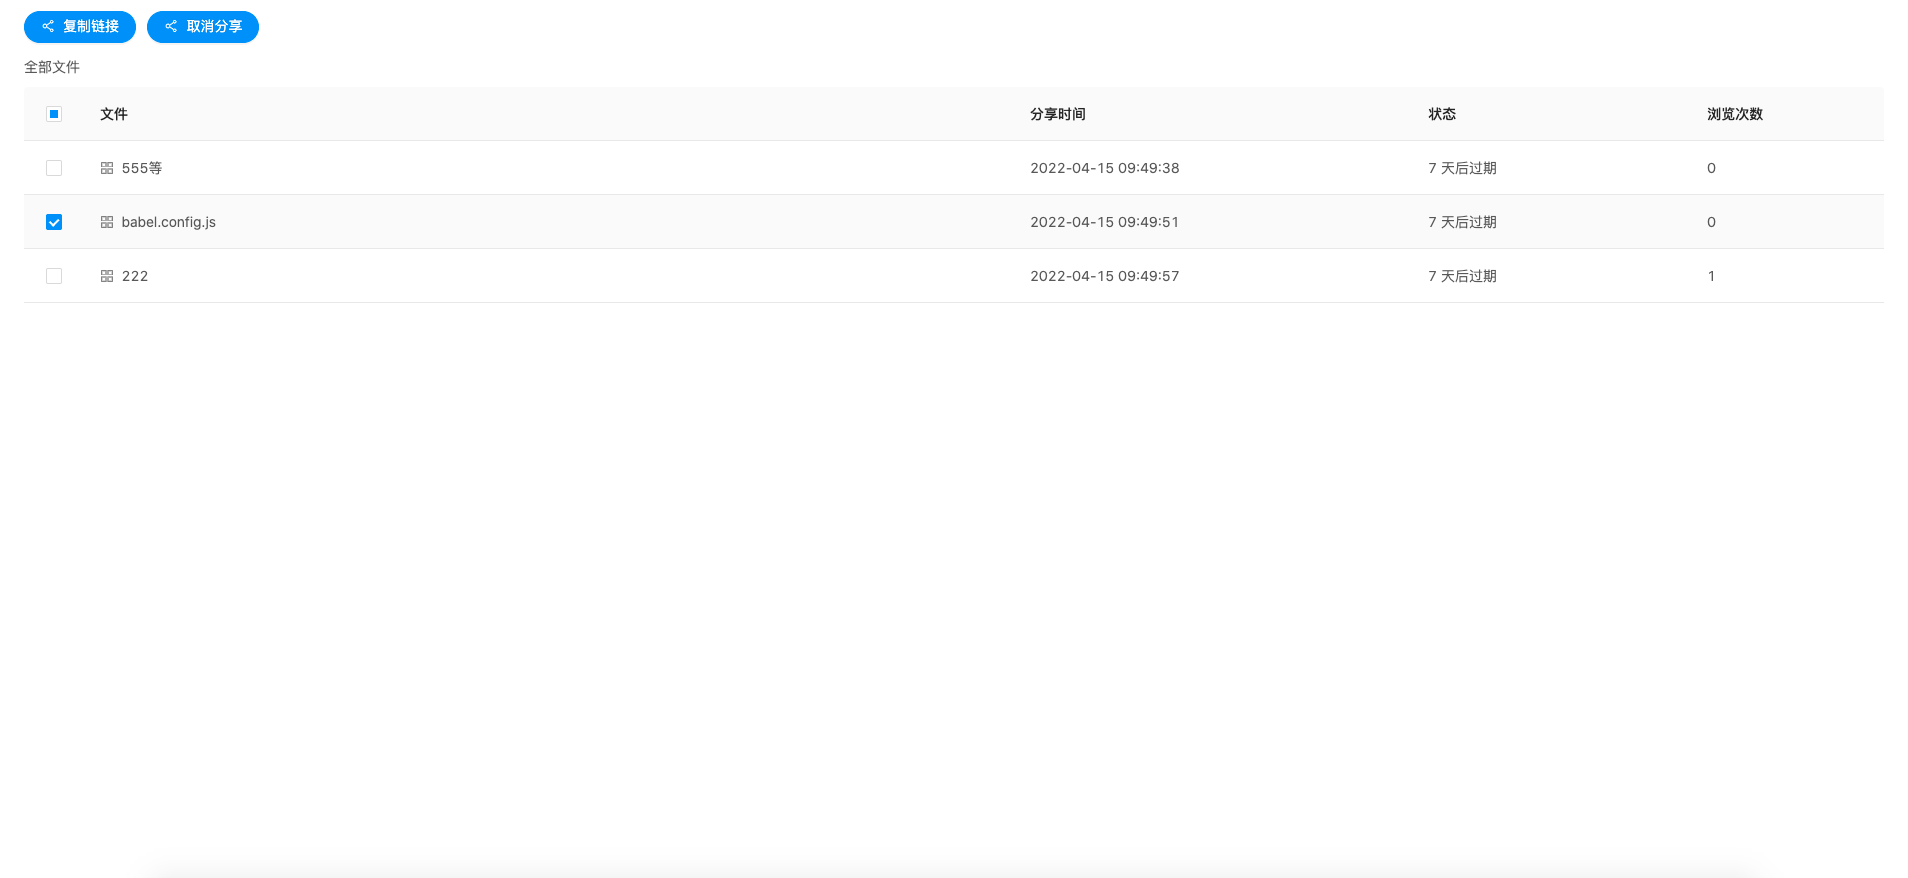 复制链接 取消分享
全部文件
文件 分享时间 状态 浏览次数
555等 2022-04-15 09:49:38 7 天后过期 0
babel.config.js 2022-04-15 09:49:51 7 天后过期 0
222 2022-04-15 09:49:57 7 天后过期 1